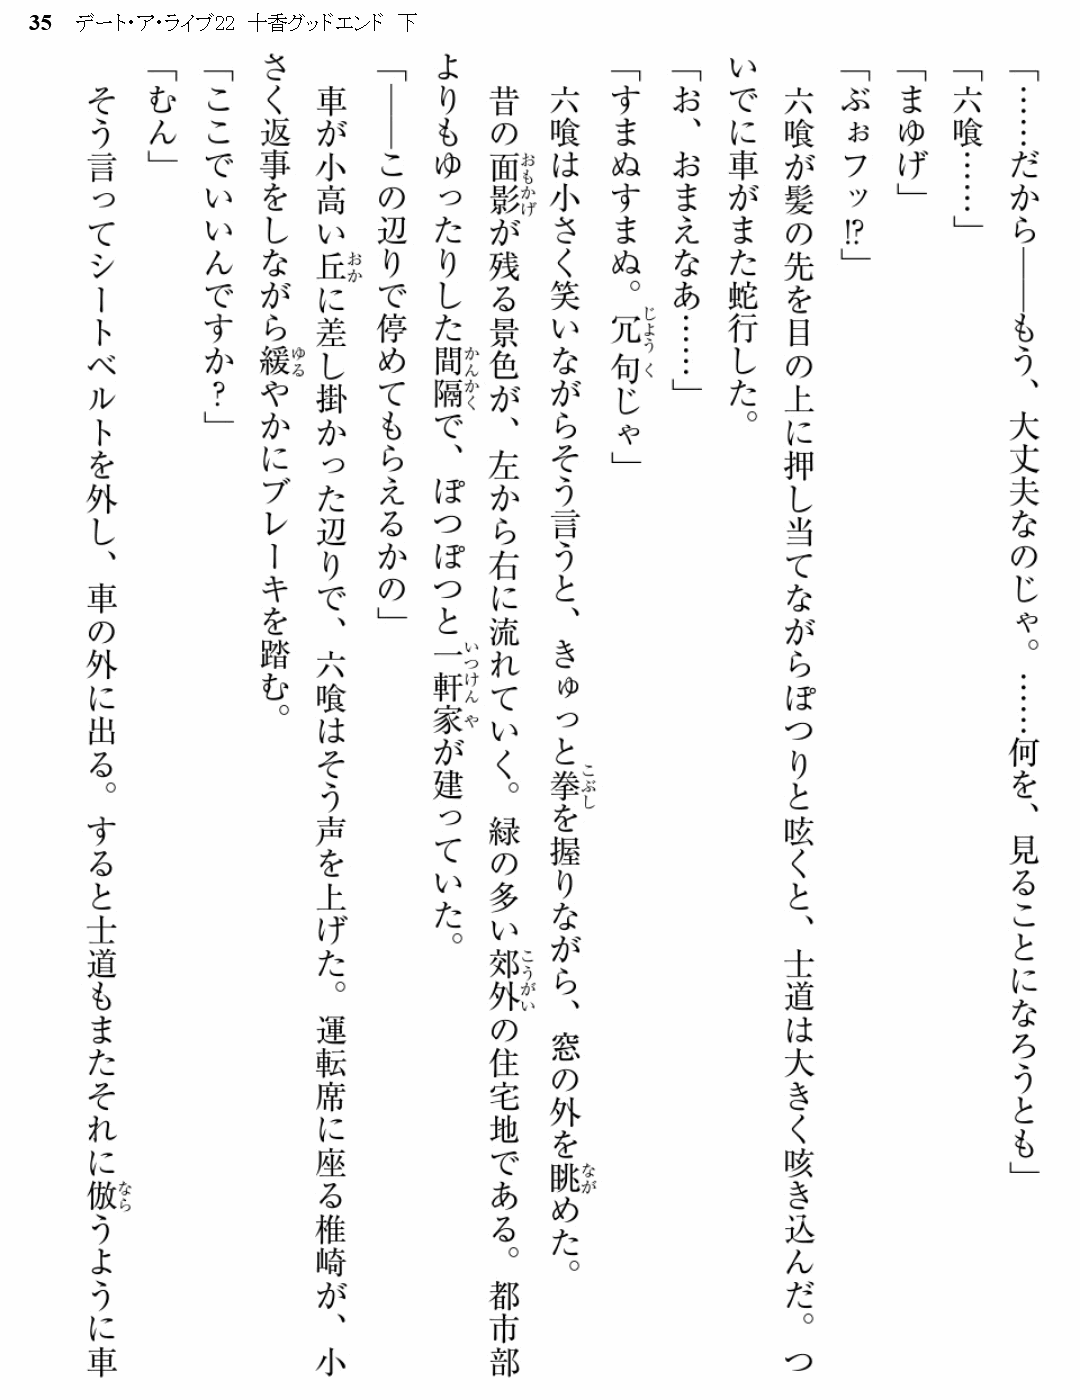 35 デート・ア・ライブ22 十香グッドエンド 下
「……だから――もう、大丈夫なのじゃ。……何を、見ることになろうとも」
「六喰……」
「まゆげ」
「ぶぉフッ!?」
六喰が髪の先を目の上に押し当てながらぽつりと呟くと、士道は大きく咳き込んだ。つ
いでに車がまた蛇行した。
「お、おまえなあ……」
「すまぬすまぬ。冗句じゃ」
六喰は小さく笑いながらそう言うと、きゅっと拳を握りながら、窓の外を眺めた。
昔の面影が残る景色が、左から右に流れていく。緑の多い郊外の住宅地である。都市部
よりもゆったりした間隔で、ぽつぽつと一軒家が建っていた。
「――この辺りで停めてもらえるかの」
車が小高い丘に差し掛かった辺りで、六喰はそう声を上げた。運転席に座る椎崎が、小
さく返事をしながら緩やかにブレーキを踏む。
「ここでいいんですか?」
「むん」
そう言ってシートベルトを外し、車の外に出る。すると士道もまたそれに倣うように車